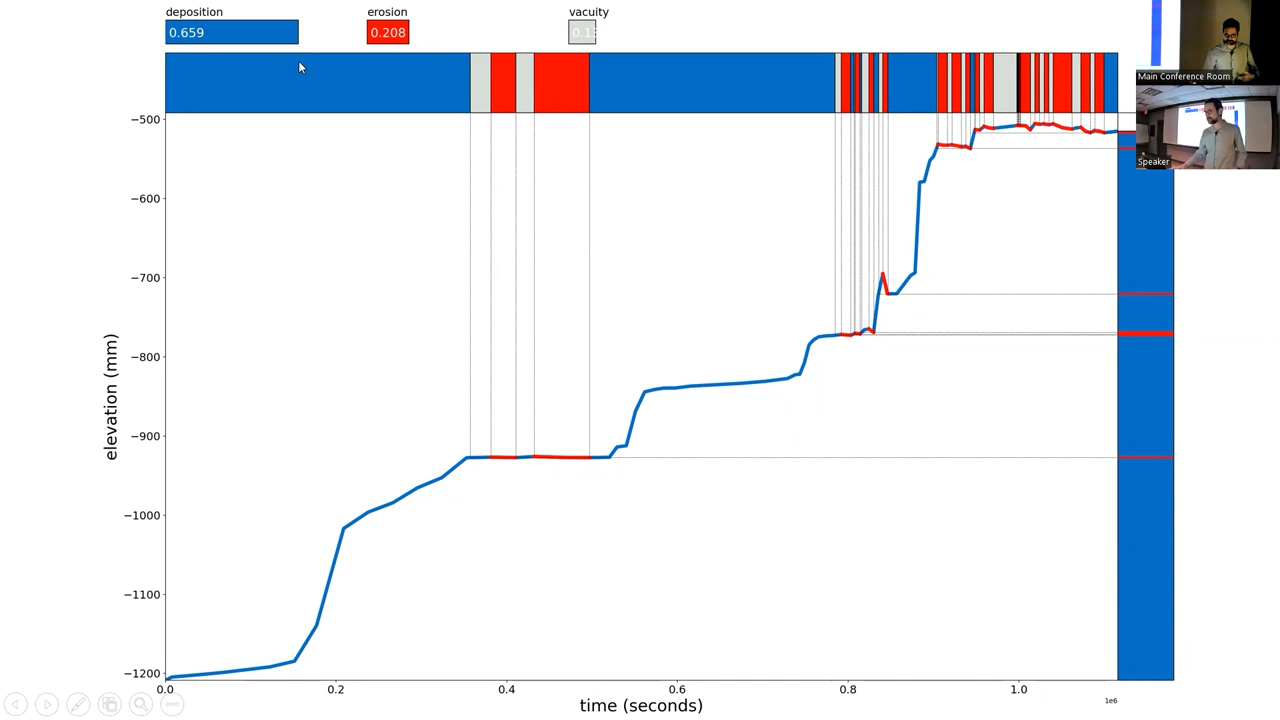 deposition erosion vacuity
0.659 0.208
Main Conference Room
Speaker
−500
−600
−700
−800
−900
−1000
−1100
−1200
elevation (mm)
0.0 0.2 0.4 0.6 0.8 1.0
1e6
time (seconds)